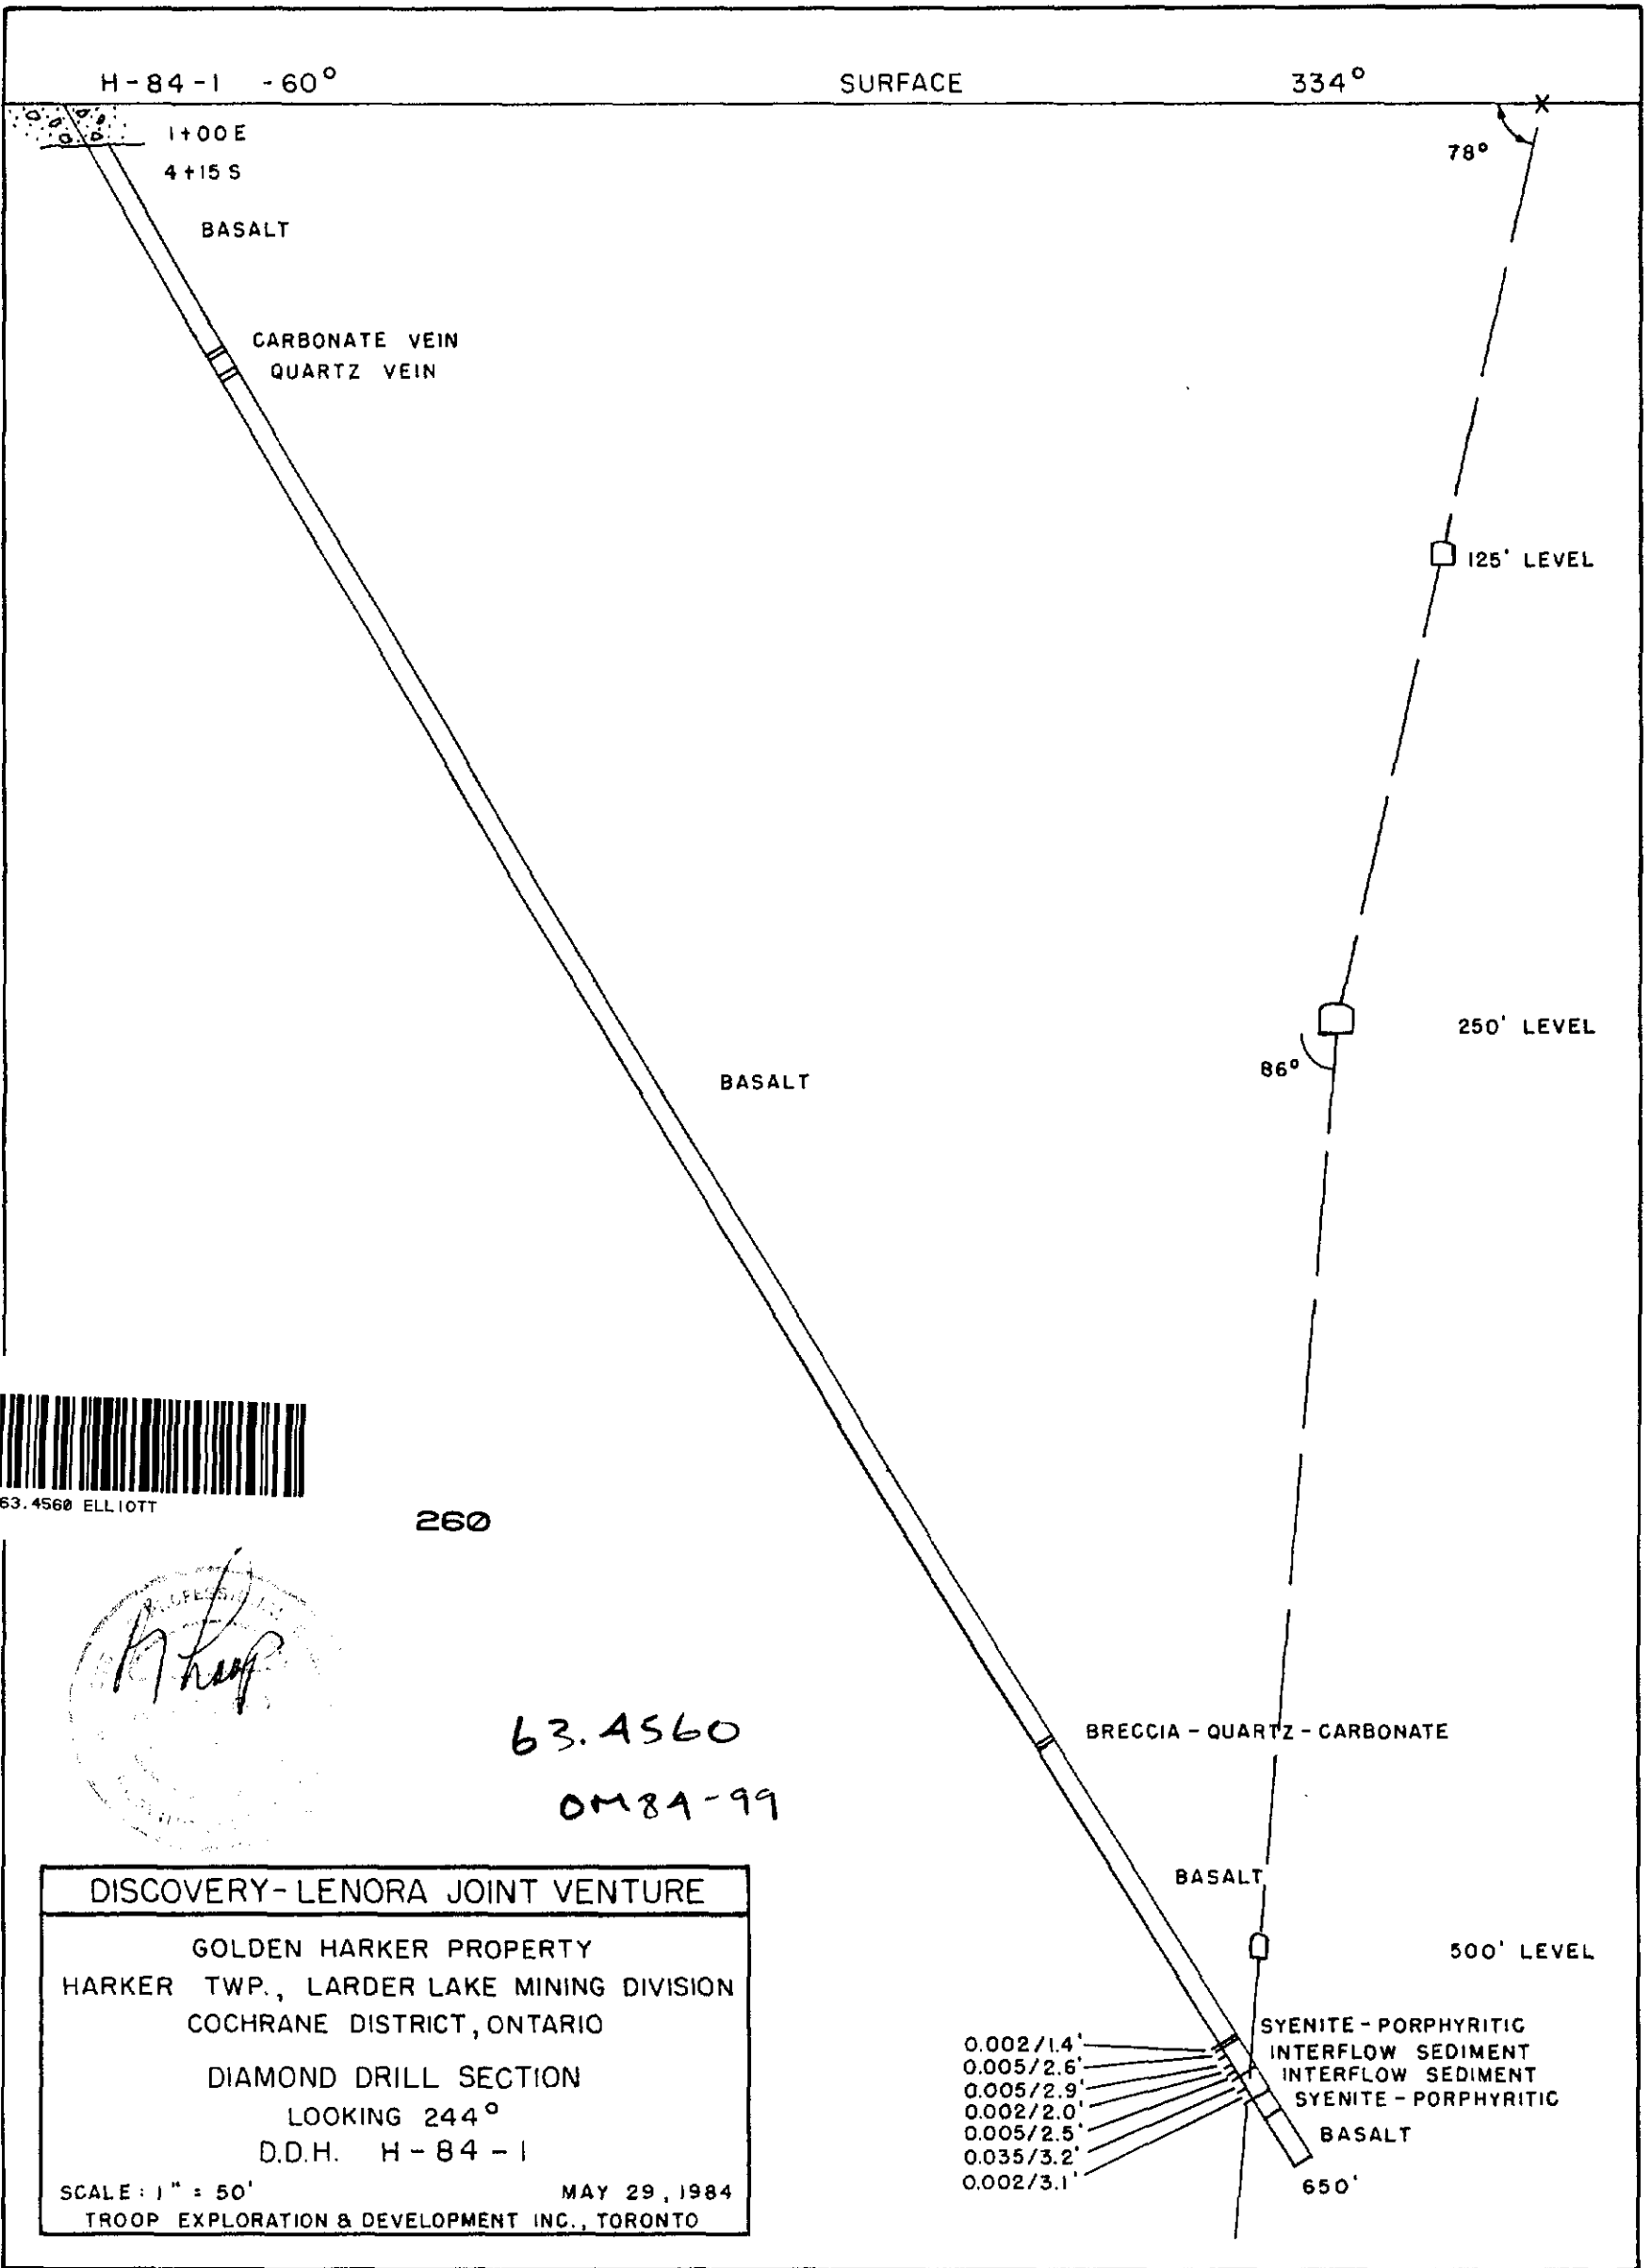 H-84-1 -60°
SURFACE
334°
1+00E
4+15 S
78°
BASALT
CARBONATE VEIN
QUARTZ VEIN
125' LEVEL
250' LEVEL
86°
BASALT
63.4560 ELLIOTT
260
63.4560
OM84-99
BRECCIA-QUARTZ-CARBONATE
BASALT
500' LEVEL
DISCOVERY-LENORA JOINT VENTURE
GOLDEN HARKER PROPERTY
HARKER TWP., LARDER LAKE MINING DIVISION
COCHRANE DISTRICT, ONTARIO
DIAMOND DRILL SECTION
LOOKING 244°
D.D.H. H-84-1
SCALE: 1" = 50'
MAY 29, 1984
TROOP EXPLORATION & DEVELOPMENT INC., TORONTO
0.002/1.4'
0.005/2.6'
0.005/2.9'
0.002/2.0'
0.005/2.5'
0.035/3.2'
0.002/3.1'
SYENITE-PORPHYRITIC
INTERFLOW SEDIMENT
INTERFLOW SEDIMENT
SYENITE-PORPHYRITIC
BASALT
650'